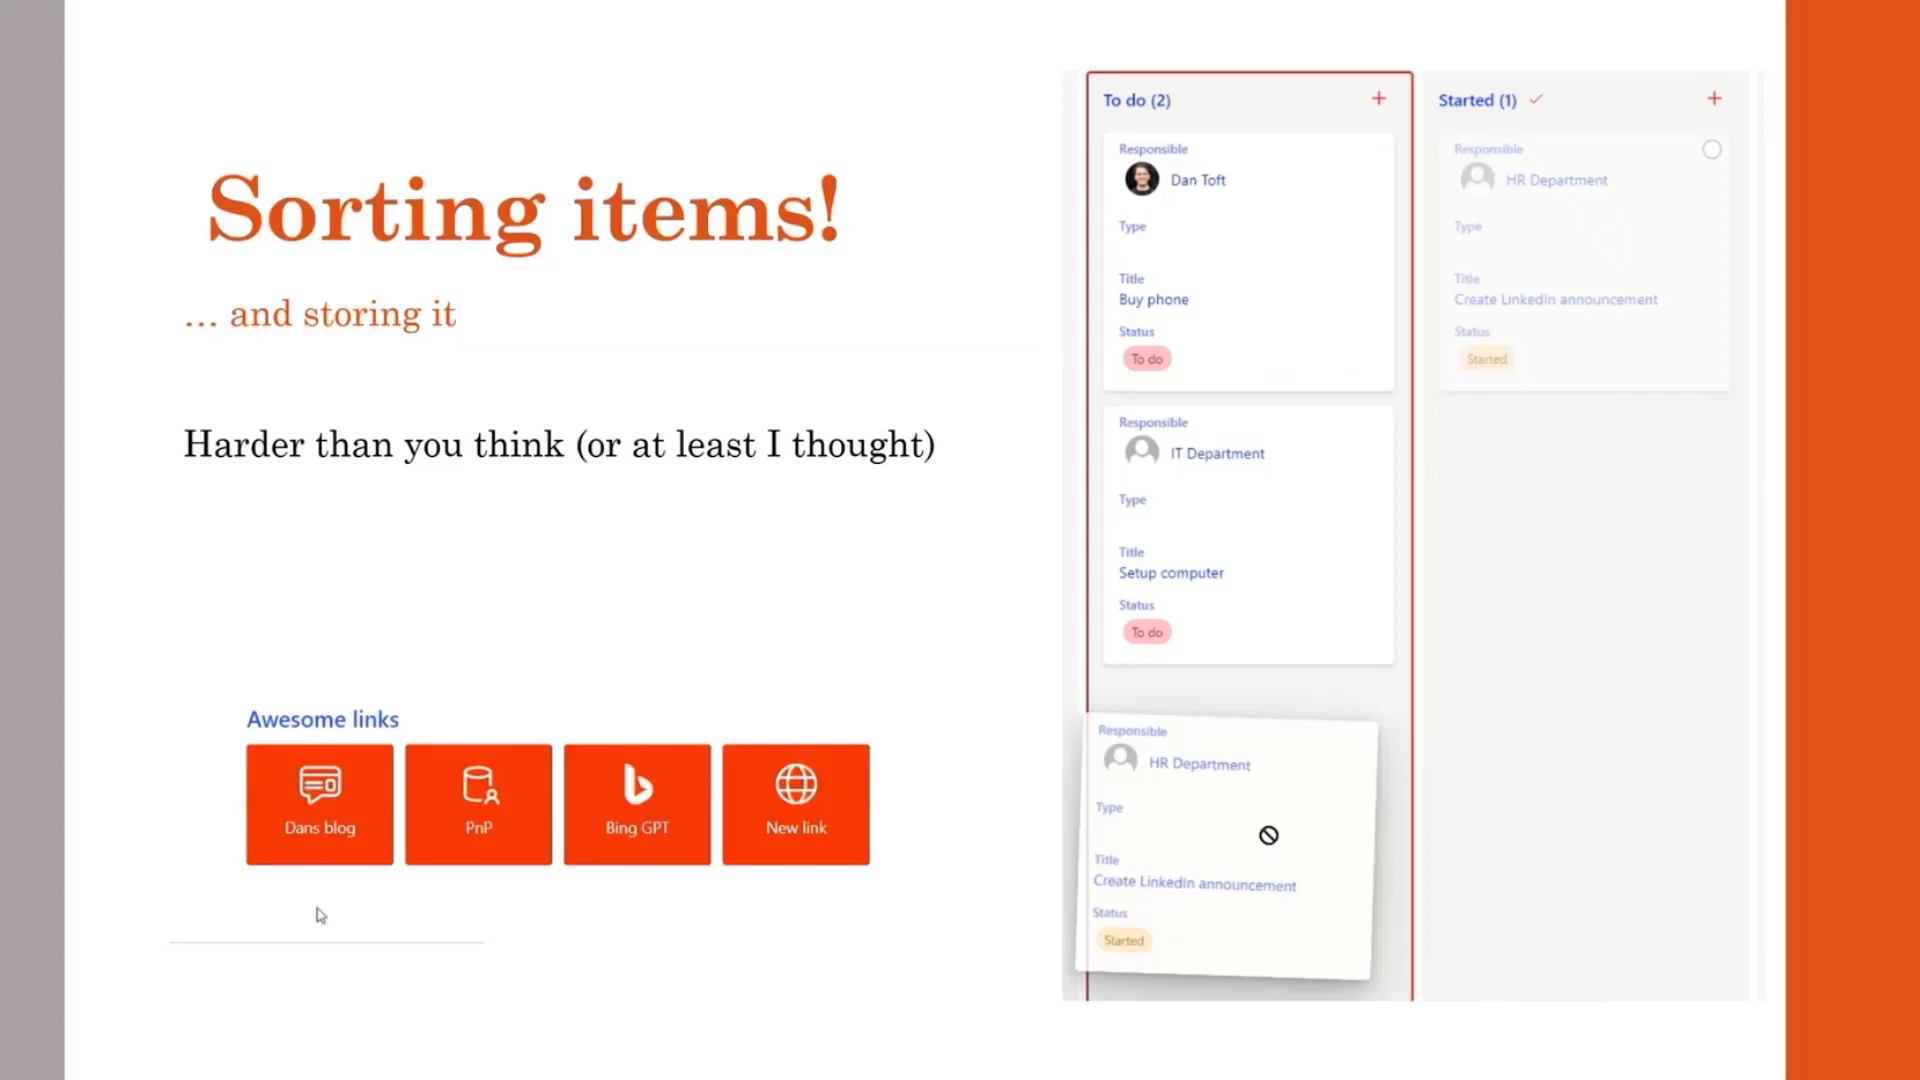 Sorting items!
... and storing it
Harder than you think (or at least I thought)
Awesome links
Dans blog
PnP
Bing GPT
New link
To do (2)
Responsible
Dan Toft
Type
Title
Buy phone
Status
To do
Responsible
IT Department
Type
Title
Setup computer
Status
To do
Responsible
HR Department
Type
Title
Create LinkedIn announcement
Status
Started
Started (1)
Responsible
HR Department
Type
Title
Create LinkedIn announcement
Status
Started